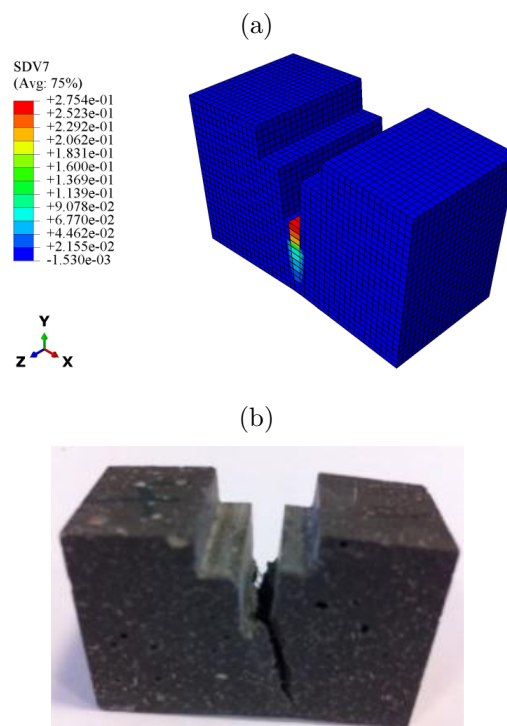 (a)
SDV7
(Avg: 75%)
+2.754e-01
+2.523e-01
+2.292e-01
+2.062e-01
+1.831e-01
+1.600e-01
+1.369e-01
+1.139e-01
+9.078e-02
+6.770e-02
+4.462e-02
+2.155e-02
-1.530e-03
Y
Z X
(b)